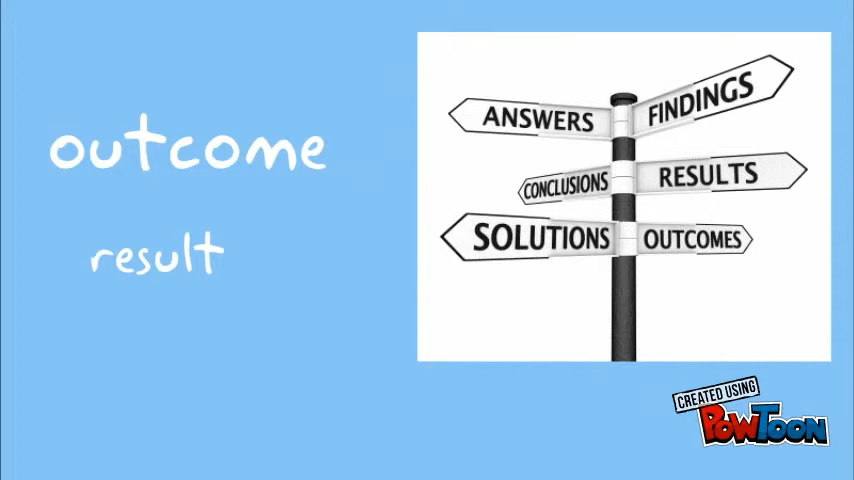 outcome
result
ANSWERS
FINDINGS
CONCLUSIONS
RESULTS
SOLUTIONS
OUTCOMES
CREATED USING
POWTOON